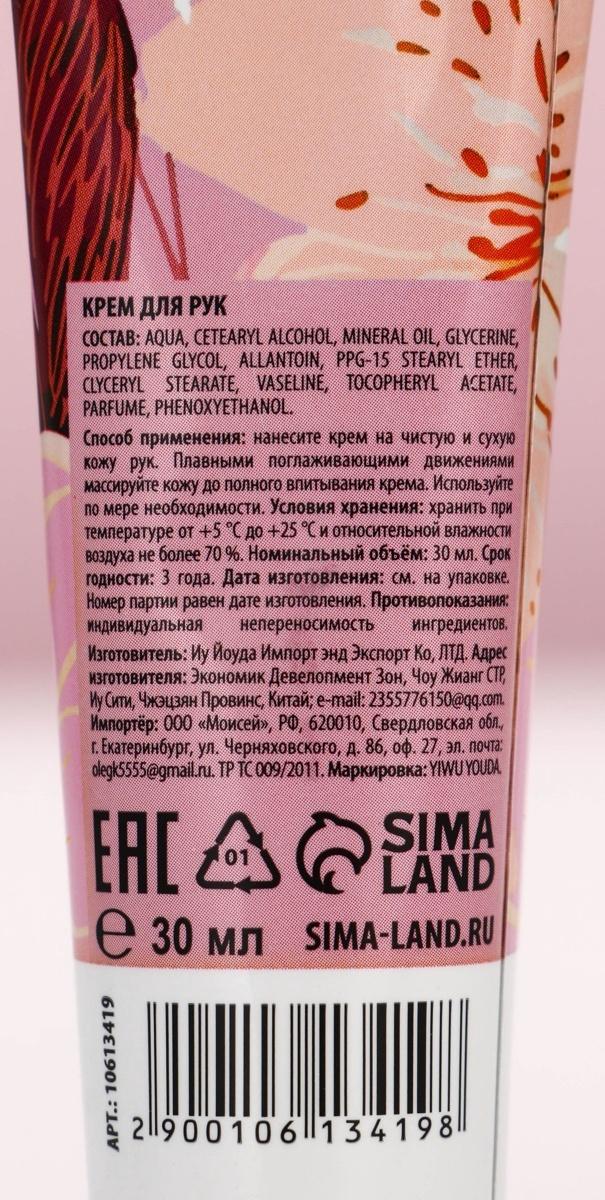 КРЕМ ДЛЯ РУК
СОСТАВ: AQUA, CETEARYL ALCOHOL, MINERAL OIL, GLYCERINE,
PROPYLENE GLYCOL, ALLANTOIN, PPG-15 STEARYL ETHER,
CLYCERYL STEARATE, VASELINE, TOCOPHERYL ACETATE,
PARFUME, PHENOXYETHANOL.
Способ применения: нанесите крем на чистую и сухую
кожу рук. Плавными поглаживающими движениями
массируйте кожу до полного впитывания крема. Используйте
по мере необходимости. Условия хранения: хранить при
температуре от +5 °С до +25 °С и относительной влажности
воздуха не более 70 %. Номинальный объём: 30 мл. Срок
годности: 3 года. Дата изготовления: см. на упаковке.
Номер партии равен дате изготовления. Противопоказания:
индивидуальная непереносимость ингредиентов.
Изготовитель: Иу Йоуда Импорт энд Экспорт Ко, ЛТД. Адрес
изготовителя: Экономик Девелопмент Зон, Чоу Жианг СТР,
Иу Сити, Чжэцзян Провинс, Китай; e-mail: 2355776150@qq.com.
Импортёр: ООО «Моисей», РФ, 620010, Свердловская обл.,
г. Екатеринбург, ул. Черняховского, д. 86, оф. 27, эл. почта:
olegk5555@gmail.ru. ТР ТС 009/2011. Маркировка: YIWU YOUDA.
EAC
01
SIMA
LAND
e 30 мл
SIMA-LAND.RU
АРТ.: 10613419
2 900106 134198